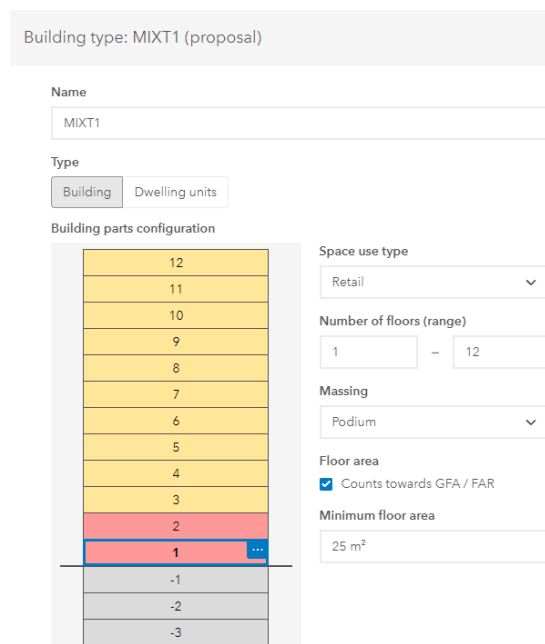 Building type: MIXT1 (proposal)
Name
MIXT1
Type
Building Dwelling units
Building parts configuration
12
11
10
9
8
7
6
5
4
3
2
1 ...
-1
-2
-3
Space use type
Retail
Number of floors (range)
1 – 12
Massing
Podium
Floor area
Counts towards GFA / FAR
Minimum floor area
25 m²